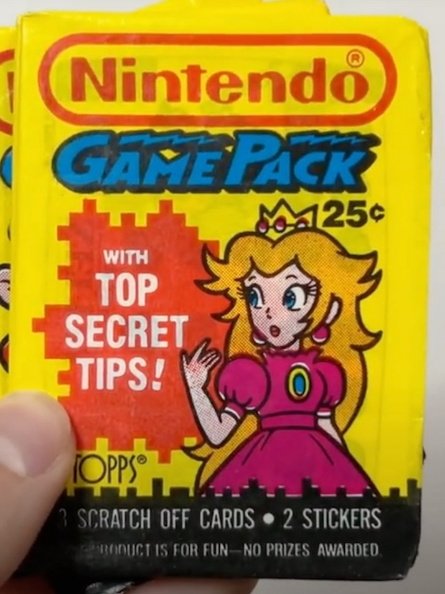 Nintendo®
GAME PACK
25¢
WITH
TOP
SECRET
TIPS!
TOPPS®
3 SCRATCH OFF CARDS • 2 STICKERS
PRODUCT IS FOR FUN—NO PRIZES AWARDED.